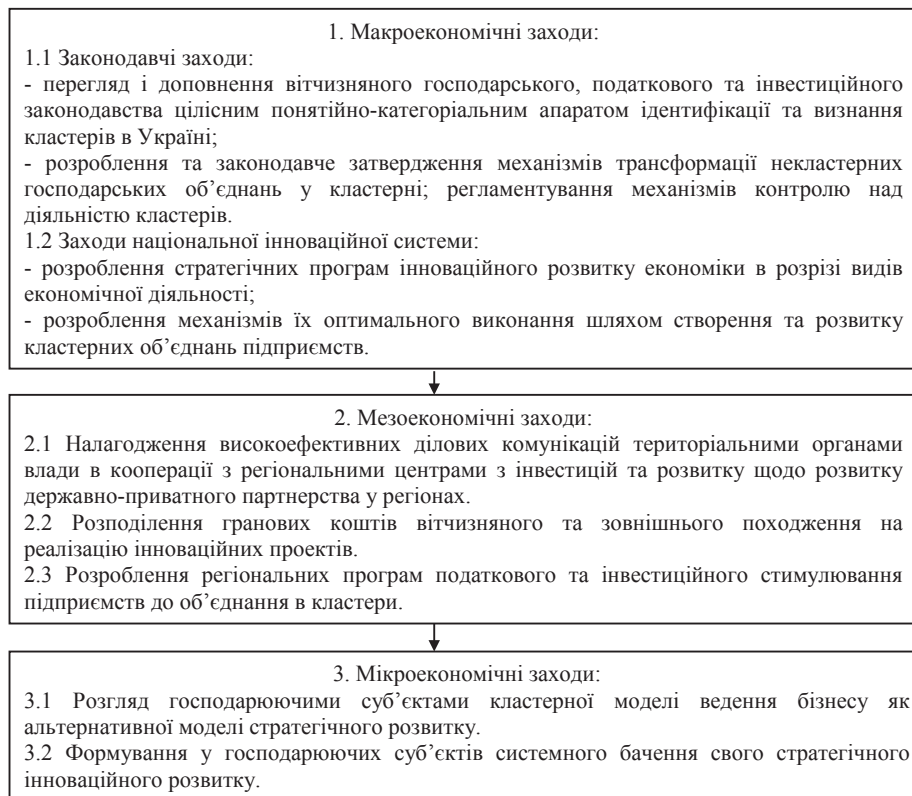 1. Макроекономічні заходи:
1.1 Законодавчі заходи:
- перегляд і доповнення вітчизняного господарського, податкового та інвестиційного
законодавства цілісним понятійно-категоріальним апаратом ідентифікації та визнання
кластерів в Україні;
- розроблення та законодавче затвердження механізмів трансформації некластерних
господарських об’єднань у кластерні; регламентування механізмів контролю над
діяльністю кластерів.
1.2 Заходи національної інноваційної системи:
- розроблення стратегічних програм інноваційного розвитку економіки в розрізі видів
економічної діяльності;
- розроблення механізмів їх оптимального виконання шляхом створення та розвитку
кластерних об’єднань підприємств.
2. Мезоекономічні заходи:
2.1 Налагодження високоефективних ділових комунікацій територіальними органами
влади в кооперації з регіональними центрами з інвестицій та розвитку щодо розвитку
державно-приватного партнерства у регіонах.
2.2 Розподілення гранових коштів вітчизняного та зовнішнього походження на
реалізацію інноваційних проектів.
2.3 Розроблення регіональних програм податкового та інвестиційного стимулювання
підприємств до об’єднання в кластери.
3. Мікроекономічні заходи:
3.1 Розгляд господарюючими суб’єктами кластерної моделі ведення бізнесу як
альтернативної моделі стратегічного розвитку.
3.2 Формування у господарюючих суб’єктів системного бачення свого стратегічного
інноваційного розвитку.